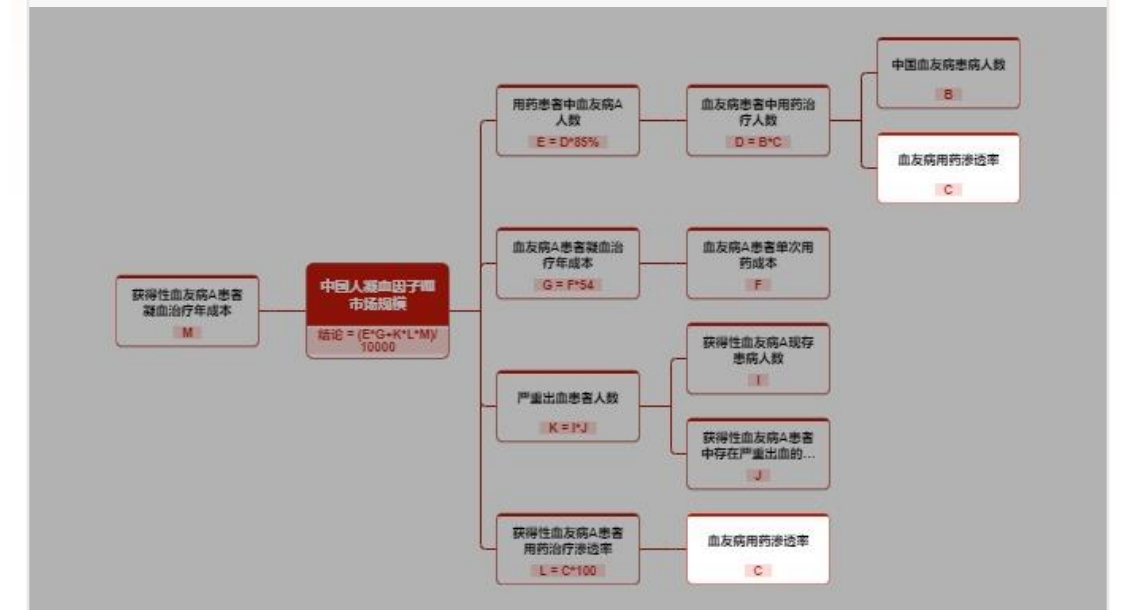 中国血友病患病人数
B
用药患者中血友病A
人数
E = D*85%
血友病患者中用药治
疗人数
D = B*C
血友病用药渗透率
C
血友病A患者凝血治
疗年成本
G = F*54
血友病A患者单次用
药成本
F
获得性血友病A患者
凝血治疗年成本
M
中国人凝血因子Ⅷ
市场规模
结论 = (E*G+K*L*M)/
10000
获得性血友病A现存
患病人数
I
严重出血患者人数
K = I*J
获得性血友病A患者
中存在严重出血的...
J
获得性血友病A患者
用药治疗渗透率
L = C*100
血友病用药渗透率
C